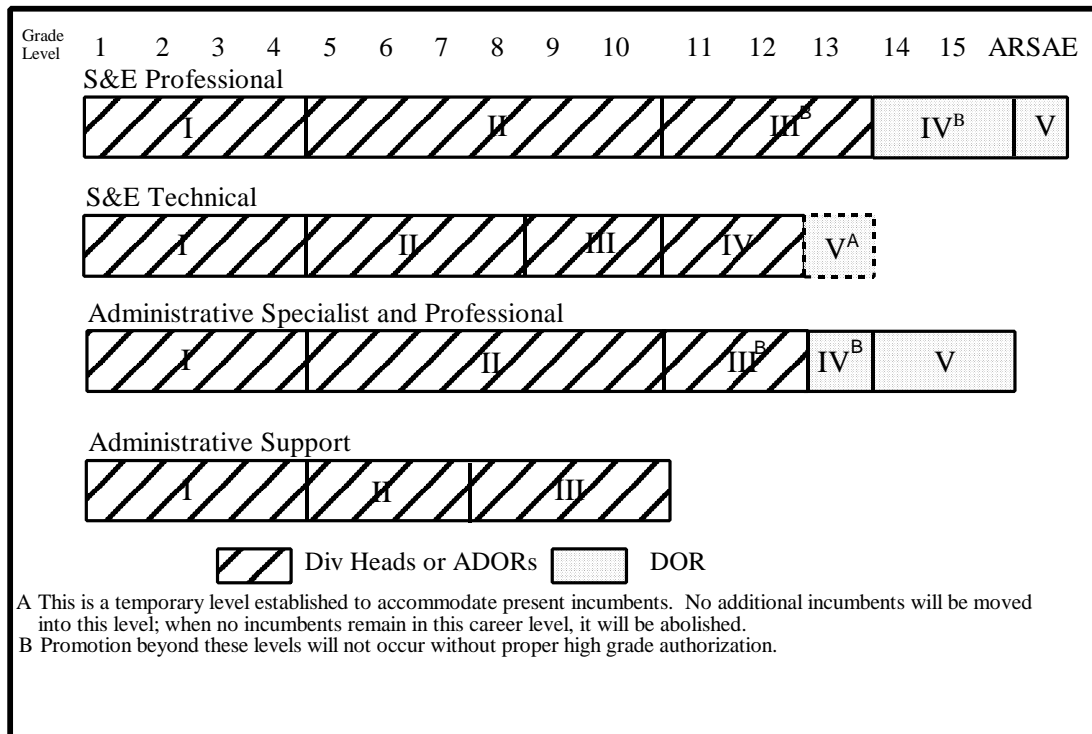 Grade
Level
1 2 3 4 5 6 7 8 9 10 11 12 13 14 15 ARSAE
S&E Professional
I II III^B IV^B V
S&E Technical
I II III IV V^A
Administrative Specialist and Professional
I II III^B IV^B V
Administrative Support
I II III
Div Heads or ADORs DOR
A This is a temporary level established to accommodate present incumbents. No additional incumbents will be moved
into this level; when no incumbents remain in this career level, it will be abolished.
B Promotion beyond these levels will not occur without proper high grade authorization.